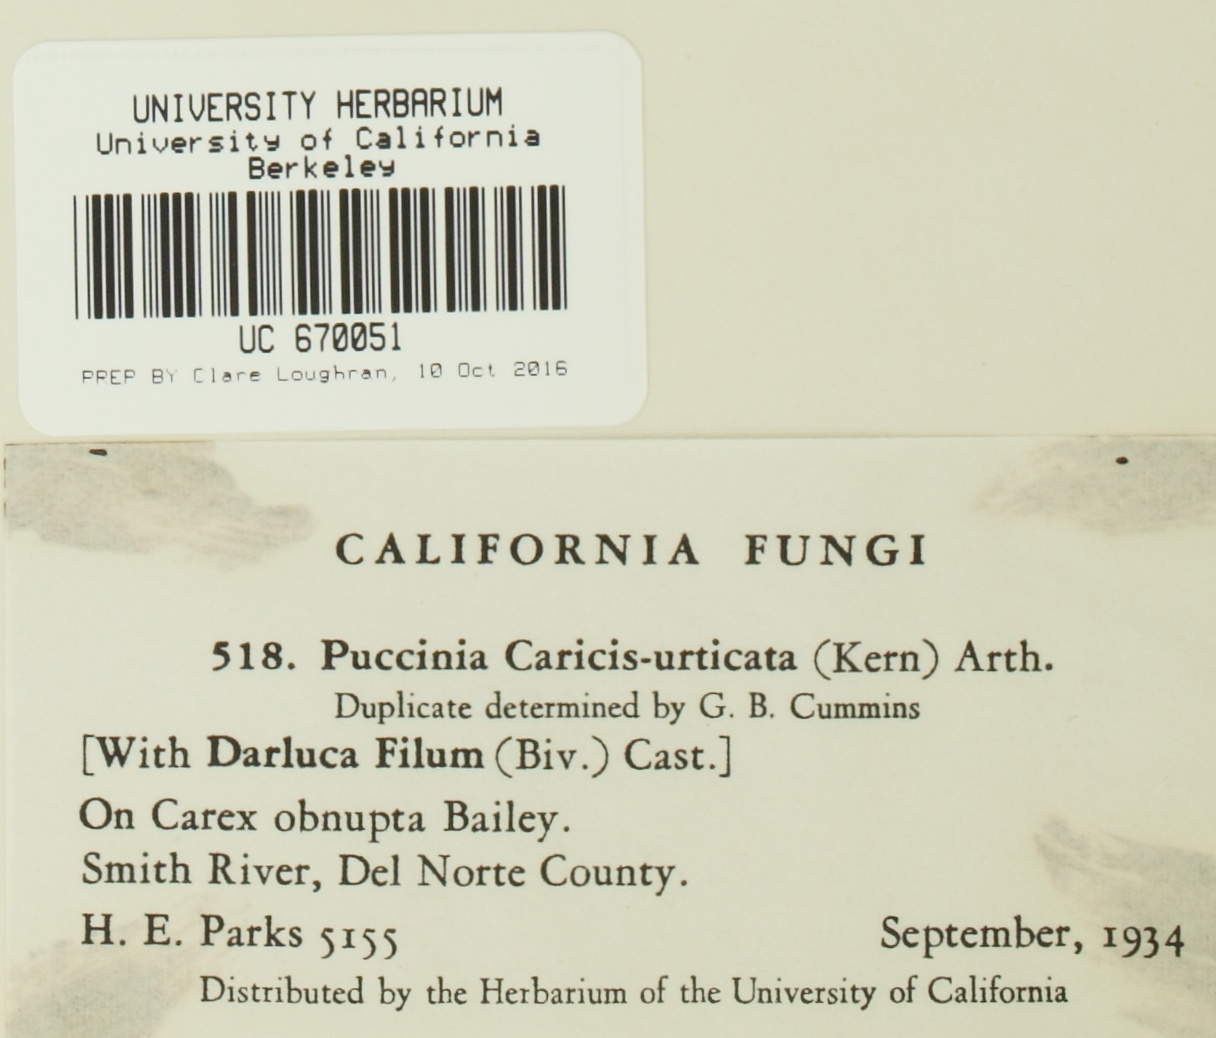 UNIVERSITY HERBARIUM
University of California
Berkeley
UC 670051
PREP BY Clare Loughran, 10 Oct 2016
CALIFORNIA FUNGI
518. Puccinia Caricis-urticata (Kern) Arth.
Duplicate determined by G. B. Cummins
[With Darluca Filum (Biv.) Cast.]
On Carex obnupta Bailey.
Smith River, Del Norte County.
H. E. Parks 5155 September, 1934
Distributed by the Herbarium of the University of California